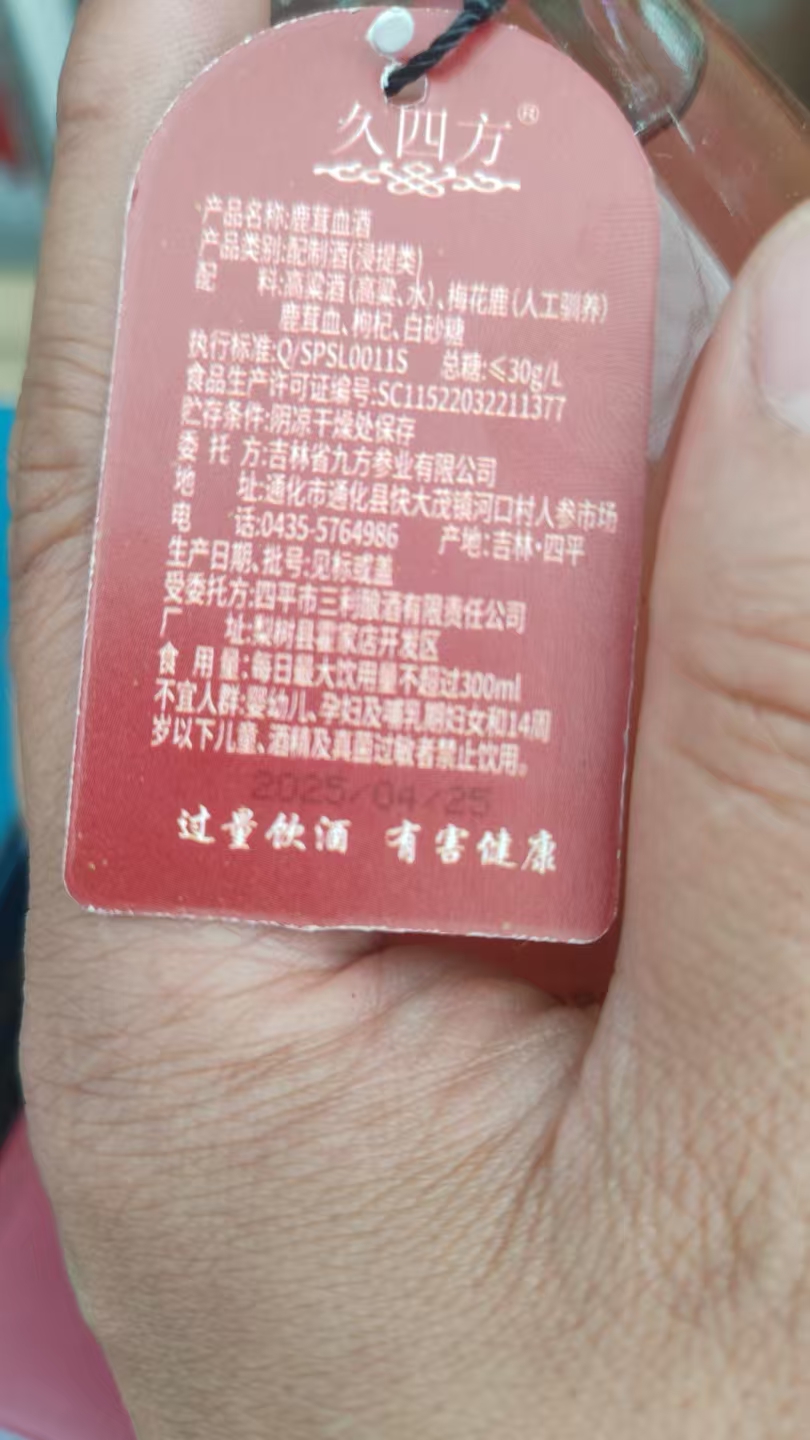 久四方®
产品名称:鹿茸血酒
产品类别:配制酒(浸提类)
配 料:高粱酒(高粱、水)、梅花鹿(人工驯养)
鹿茸血、枸杞、白砂糖
执行标准:Q/SPSL0011S 总糖:≤30g/L
食品生产许可证编号:SC11522032211377
贮存条件:阴凉干燥处保存
委 托 方:吉林省九方参业有限公司
地 址:通化市通化县快大茂镇河口村人参市场
电 话:0435-5764986 产地:吉林·四平
生产日期、批号:见标或盖
受委托方:四平市三利酿酒有限责任公司
厂 址:梨树县霍家店开发区
食 用 量:每日最大饮用量不超过300ml
不宜人群:婴幼儿、孕妇及哺乳期妇女和14周
岁以下儿童、酒精及真菌过敏者禁止饮用。
2025/04/25
过量饮酒 有害健康